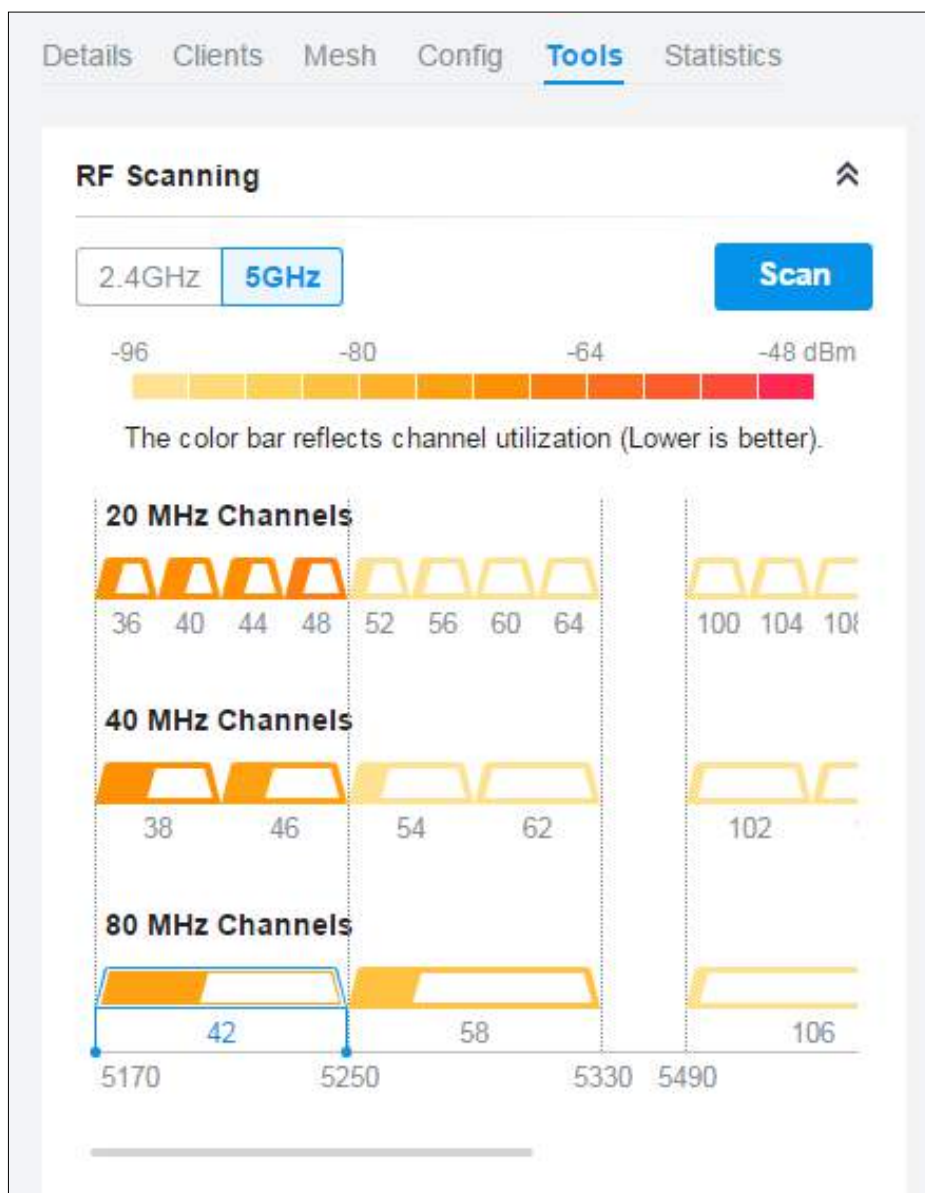 Details Clients Mesh Config Tools Statistics
RF Scanning
2.4GHz 5GHz Scan
-96 -80 -64 -48 dBm
The color bar reflects channel utilization (Lower is better).
20 MHz Channels
36 40 44 48 52 56 60 64 100 104 108
40 MHz Channels
38 46 54 62 102
80 MHz Channels
42 58 106
5170 5250 5330 5490